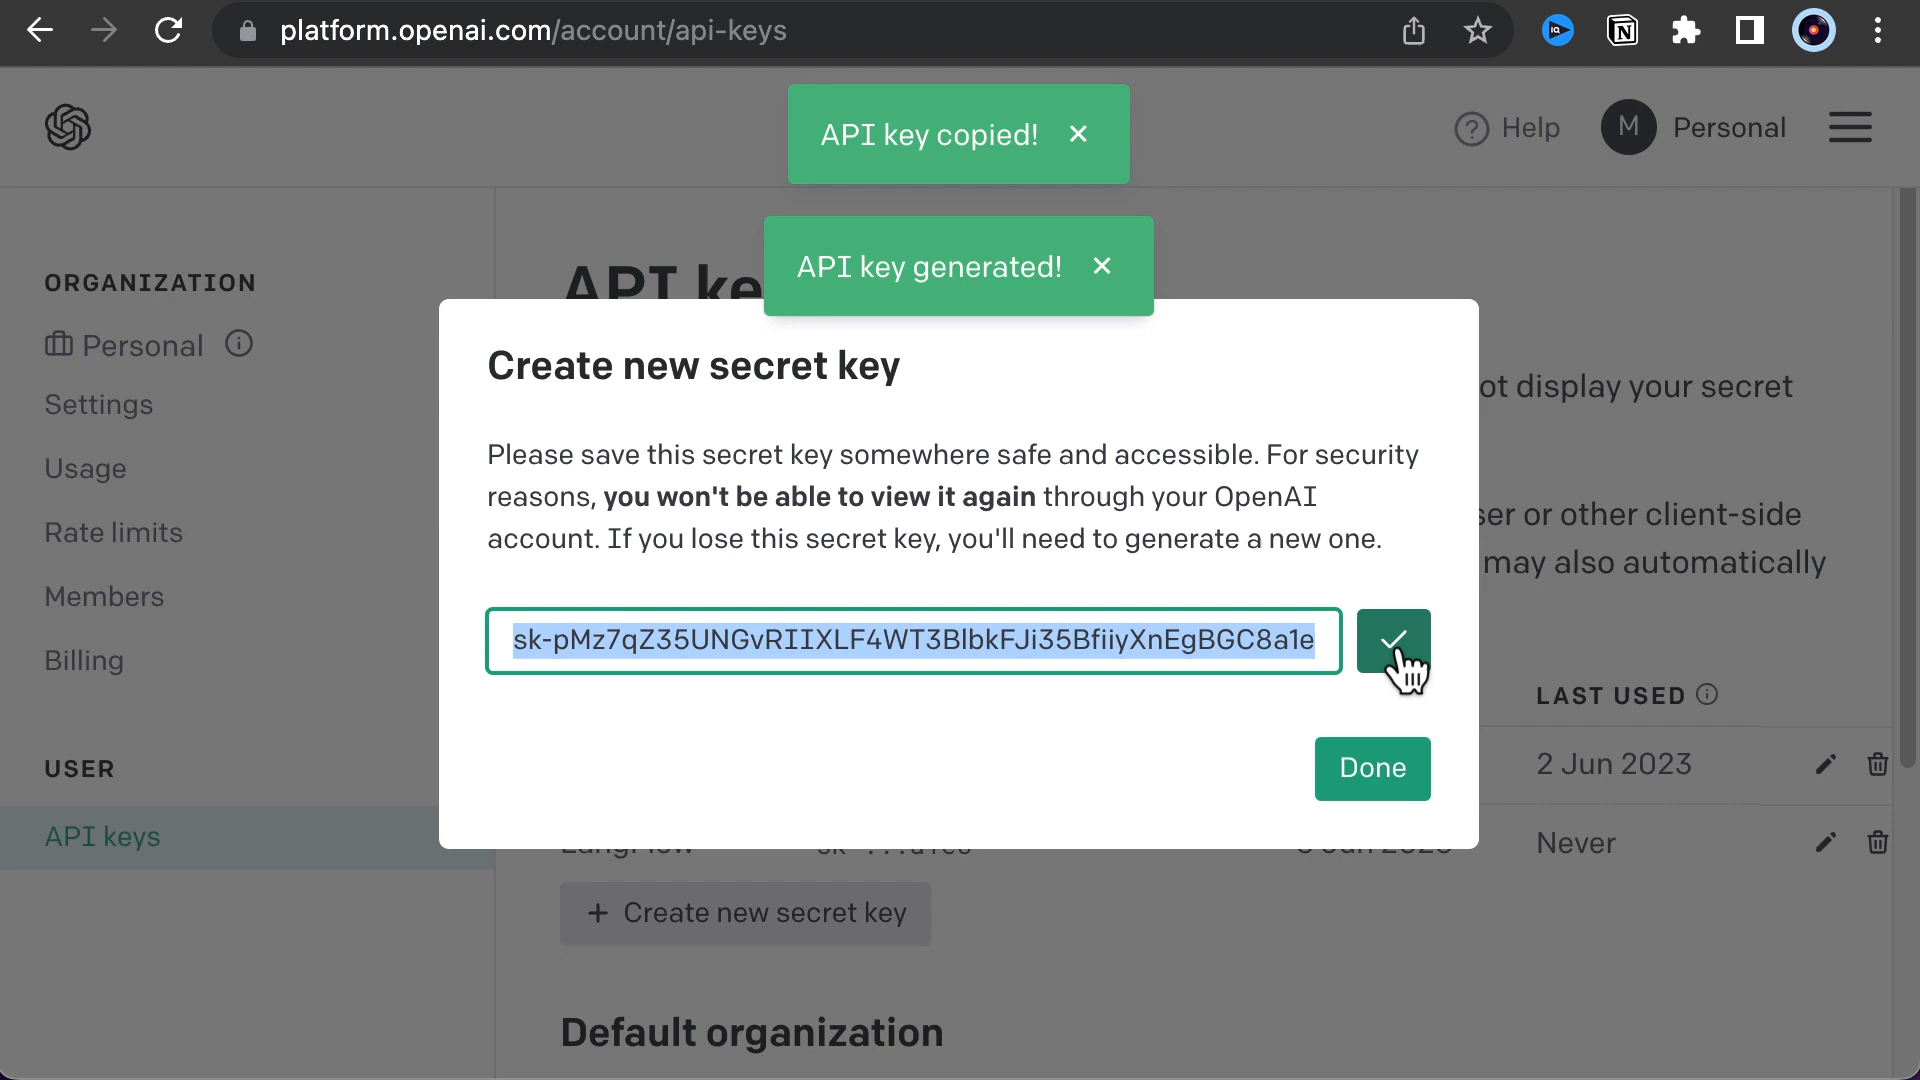 platform.openai.com/account/api-keys
API key copied!
Help
M
Personal
API key generated!
ORGANIZATION
API ke
Personal
Create new secret key
ot display your secret
Settings
Please save this secret key somewhere safe and accessible. For security
Usage
reasons, you won't be able to view it again through your OpenAI
ser or other client-side
Rate limits
account. If you lose this secret key, you'll need to generate a new one.
may also automatically
Members
sk-pMz7qZ35UNGvRIIXLF4WT3BlbkFJi35BfiiyXnEgBGC8a1e
Billing
LAST USED
USER
Done
2 Jun 2023
API keys
Never
+ Create new secret key
Default organization